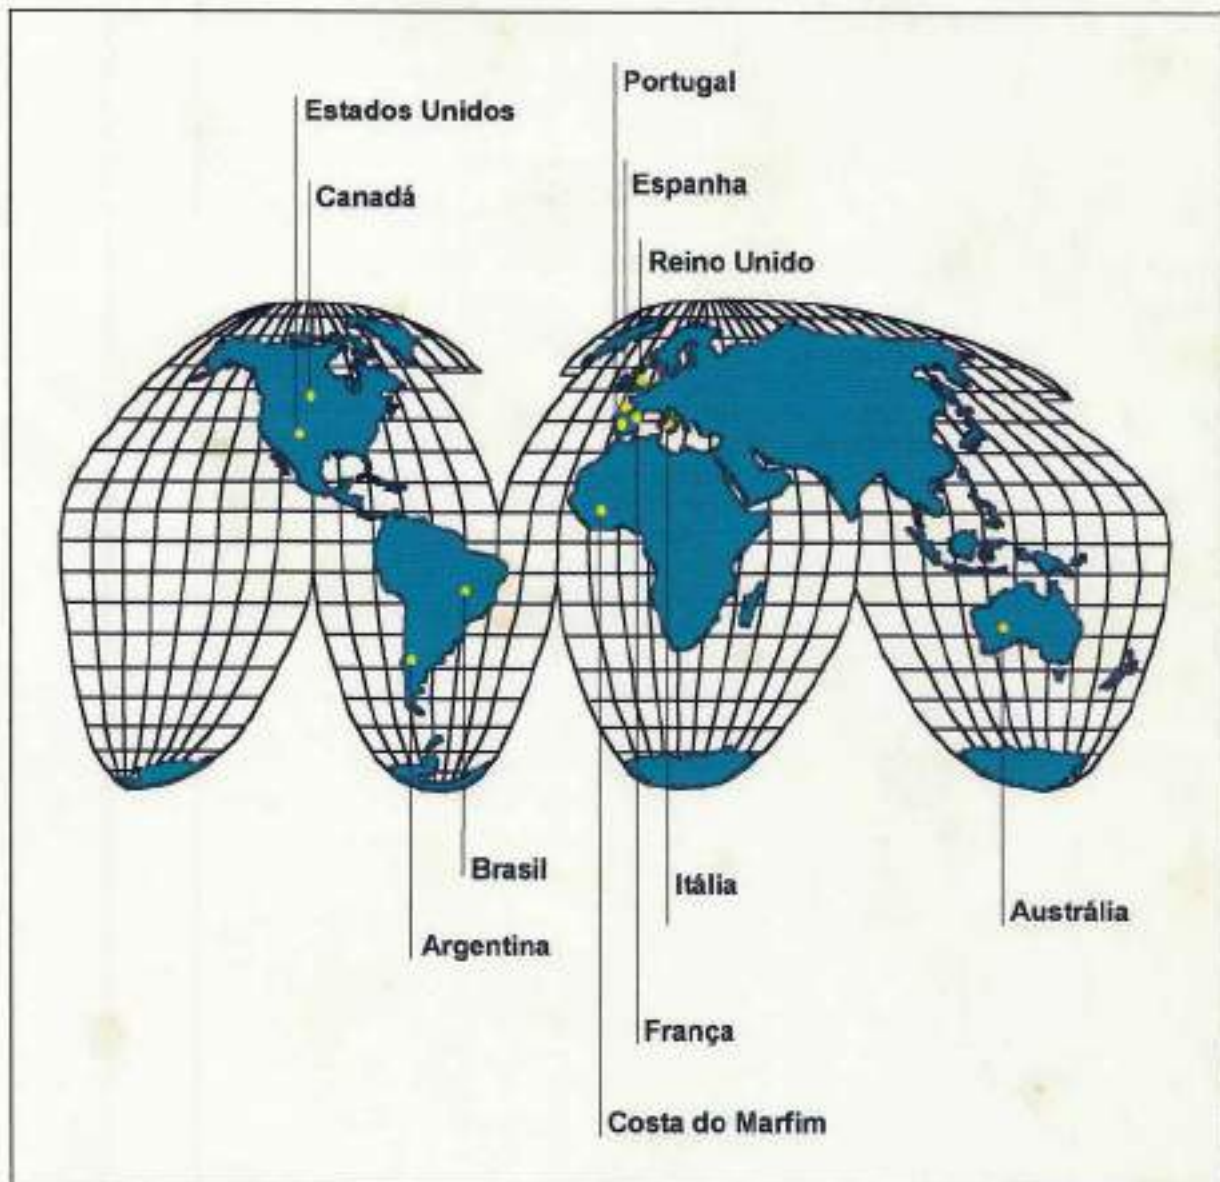 Portugal
Estados Unidos
Espanha
Canadá
Reino Unido
Brasil
Itália
Austrália
Argentina
França
Costa do Marfim